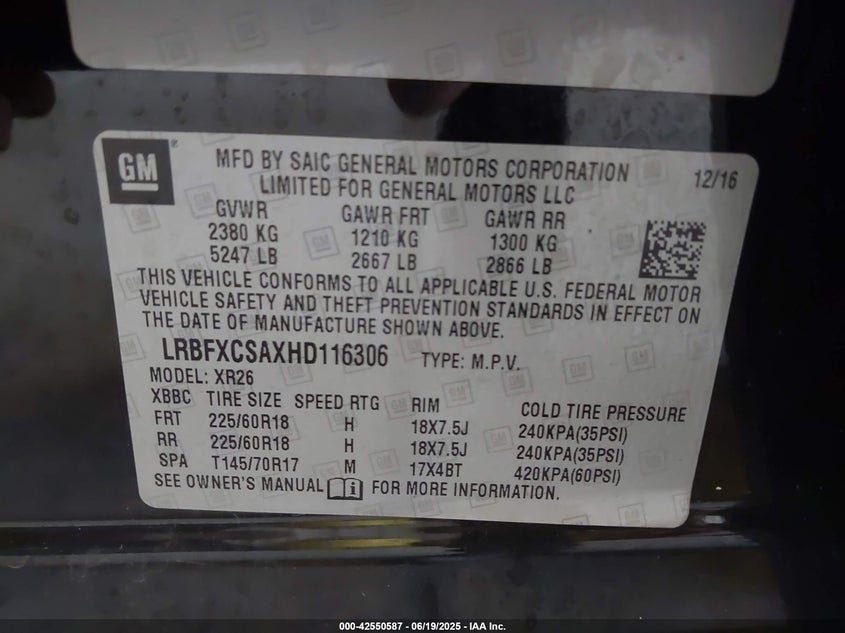 GM
MFD BY SAIC GENERAL MOTORS CORPORATION
LIMITED FOR GENERAL MOTORS LLC
12/16
GVWR GAWR FRT GAWR RR
2380 KG 1210 KG 1300 KG
5247 LB 2667 LB 2866 LB
THIS VEHICLE CONFORMS TO ALL APPLICABLE U.S. FEDERAL MOTOR
VEHICLE SAFETY AND THEFT PREVENTION STANDARDS IN EFFECT ON
THE DATE OF MANUFACTURE SHOWN ABOVE.
LRBFXCSAXHD116306 TYPE: M.P.V.
MODEL: XR26
XBBC TIRE SIZE SPEED RTG RIM COLD TIRE PRESSURE
FRT 225/60R18 H 18X7.5J 240KPA(35PSI)
RR 225/60R18 H 18X7.5J 240KPA(35PSI)
SPA T145/70R17 M 17X4BT 420KPA(60PSI)
SEE OWNER'S MANUAL FOR MORE INFORMATION.
000-42550587 - 06/19/2025 - IAA Inc.